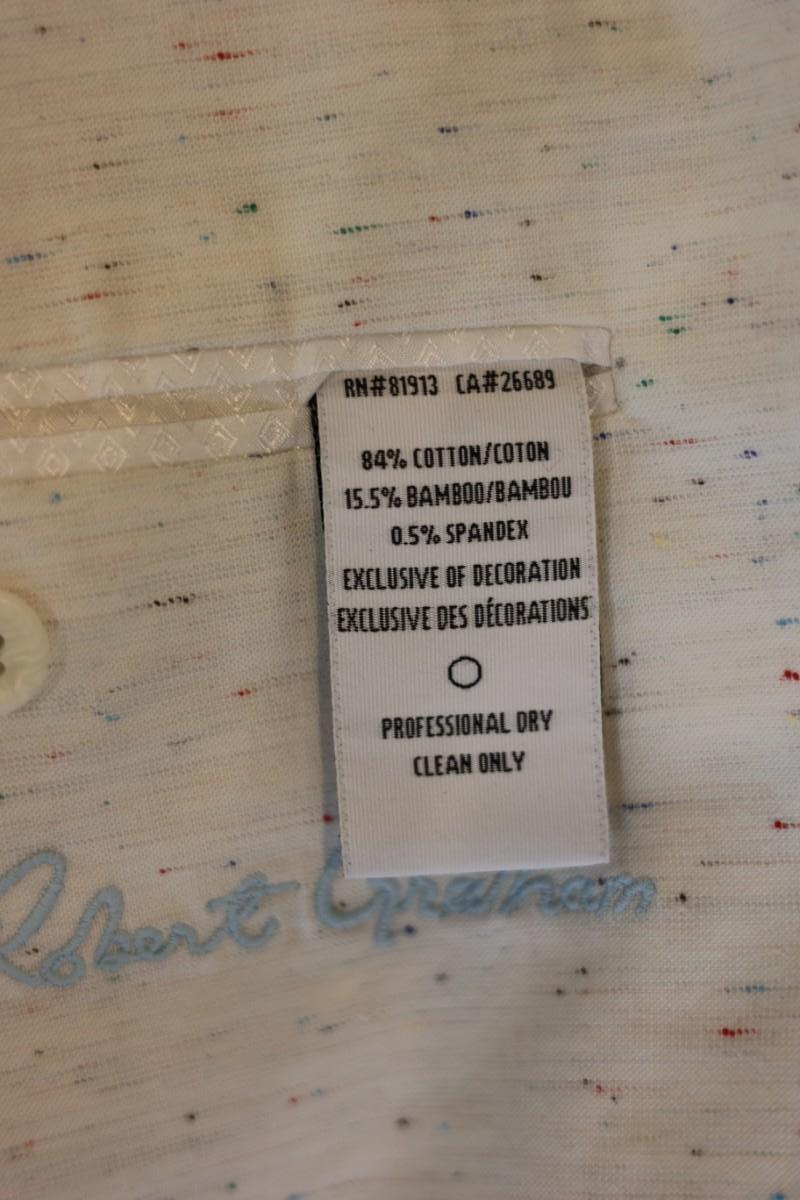 RN#81913 CA#26689
84% COTTON/COTON
15.5% BAMBOO/BAMBOU
0.5% SPANDEX
EXCLUSIVE OF DECORATION
EXCLUSIVE DES DÉCORATIONS
PROFESSIONAL DRY
CLEAN ONLY
Robert Graham